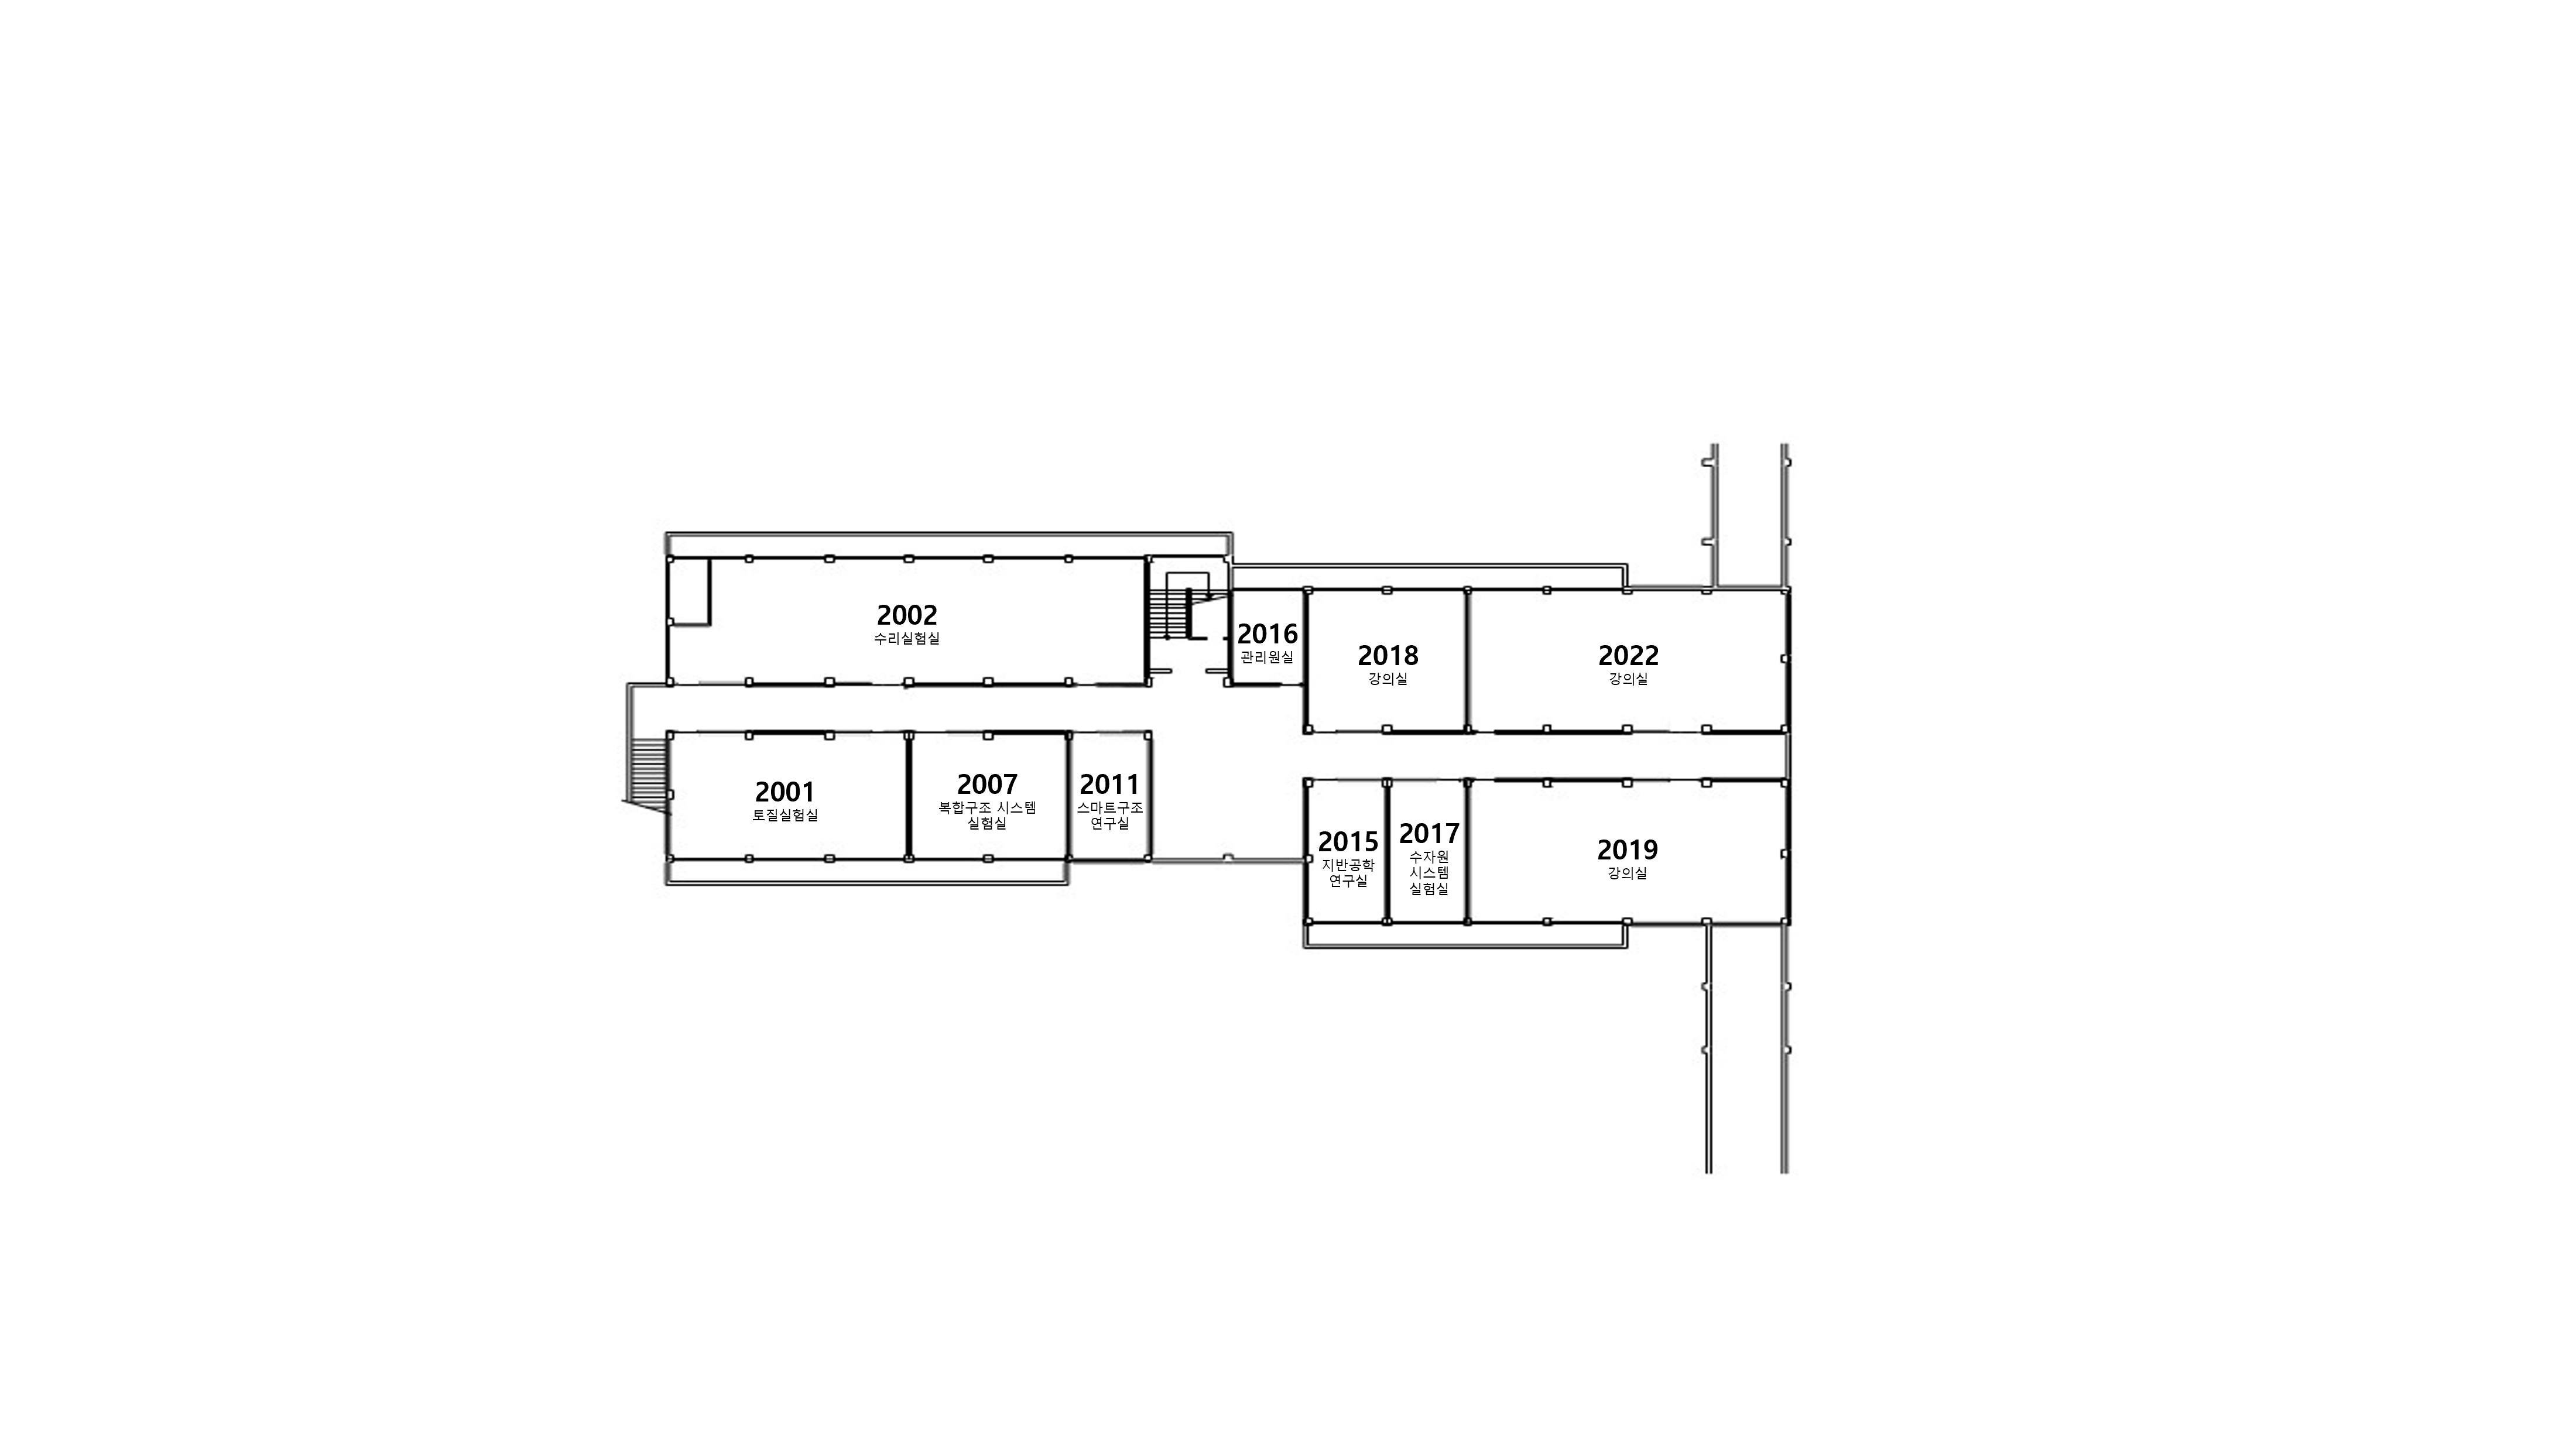 2002
수리실험실
2016
관리원실
2018
강의실
2022
강의실
2001
토질실험실
2007
복합구조 시스템
실험실
2011
스마트구조
연구실
2015
지반공학
연구실
2017
수자원
시스템
실험실
2019
강의실